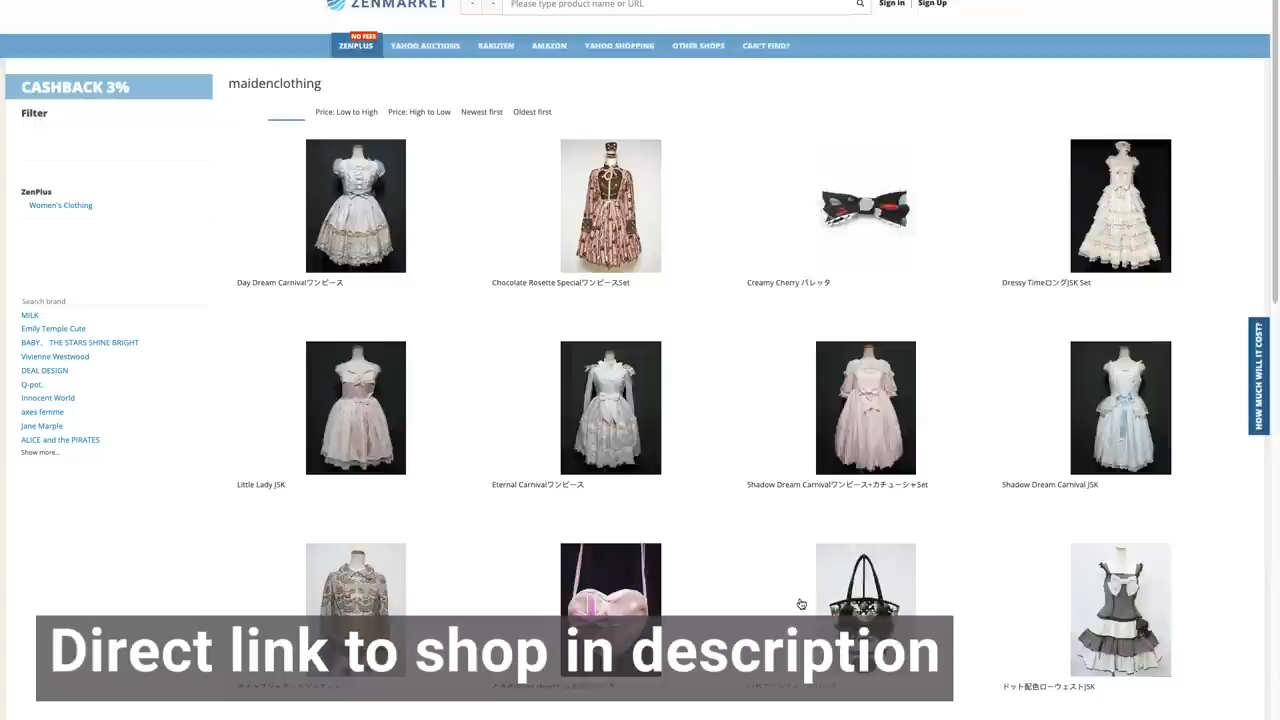 ZENMARKET
Please type product name or URL
Sign in
Sign Up
NO FEES
ZENPLUS
YAHOO AUCTIONS
RAKUTEN
AMAZON
YAHOO SHOPPING
OTHER SHOPS
CAN'T FIND?
CASHBACK 3%
maidenclothing
Filter
Price: Low to High
Price: High to Low
Newest first
Oldest first
ZenPlus
Women's Clothing
Day Dream Carnivalワンピース
Chocolate Rosette SpecialワンピースSet
Creamy Cherry バレッタ
Dressy TimeロングJSK Set
Search brand
MILK
Emily Temple Cute
BABY, THE STARS SHINE BRIGHT
Vivienne Westwood
DEAL DESIGN
Q-pot.
Innocent World
axes femme
Jane Marple
ALICE and the PIRATES
Show more...
HOW MUCH WILL IT COST?
Little Lady JSK
Eternal Carnivalワンピース
Shadow Dream Carnivalワンピース+カチューシャSet
Shadow Dream Carnival JSK
Direct link to shop in description
ドット配色ローウェストJSK